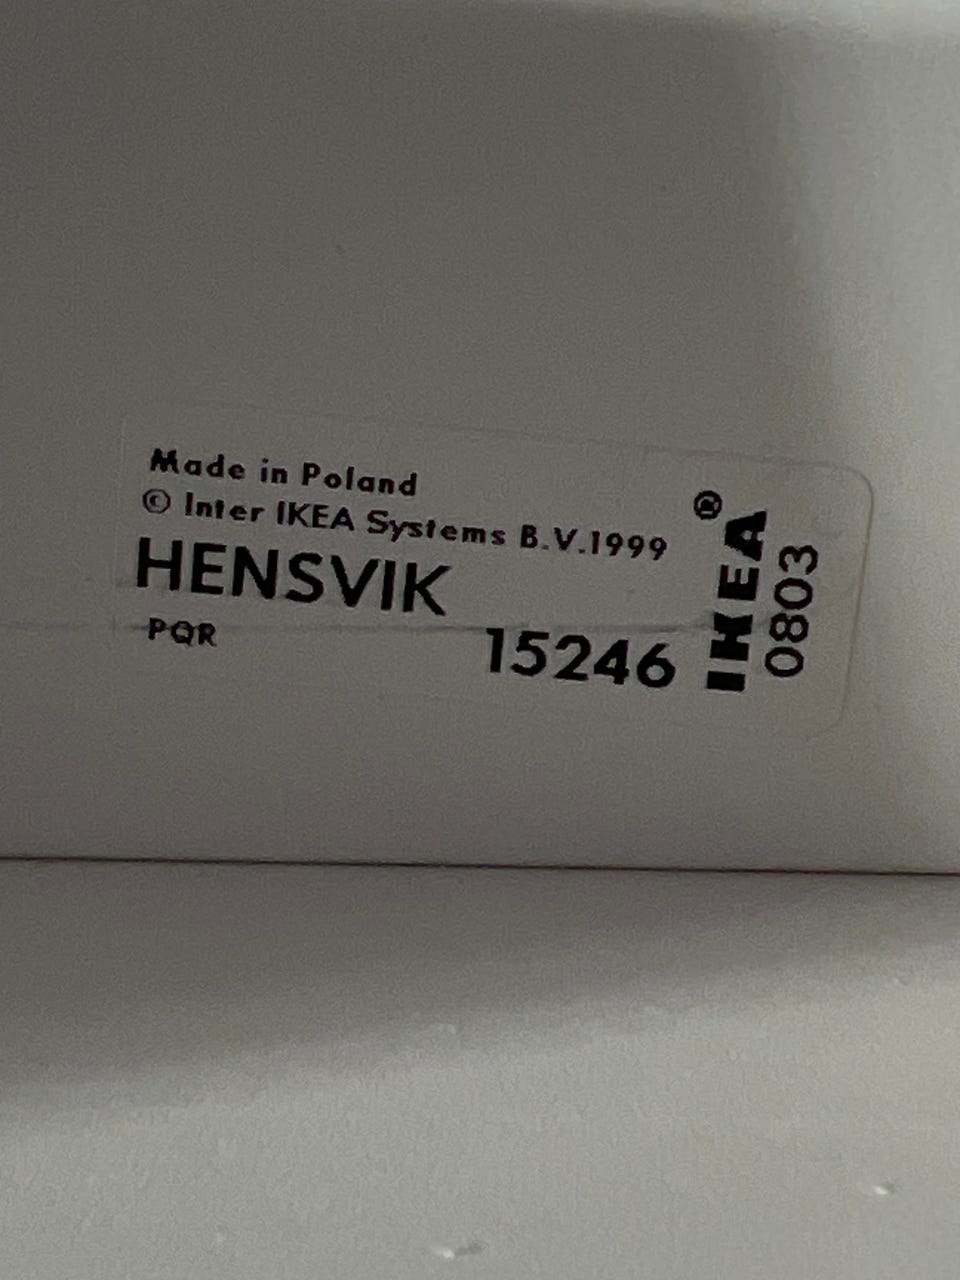 Made in Poland
© Inter IKEA Systems B.V.1999
HENSVIK
PQR
15246
®
IKEA
0803